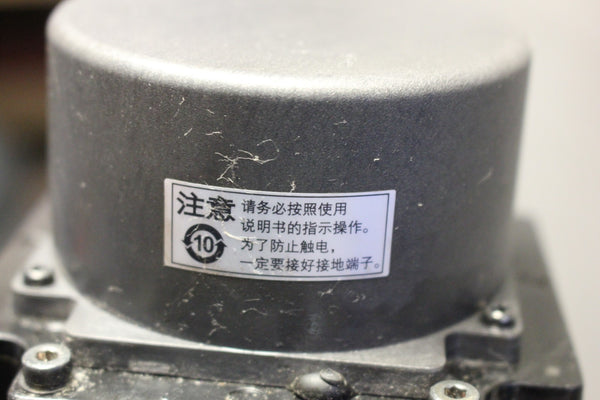 注意
请务必按照使用
说明书的指示操作。
10
为了防止触电，
一定要接好接地端子。